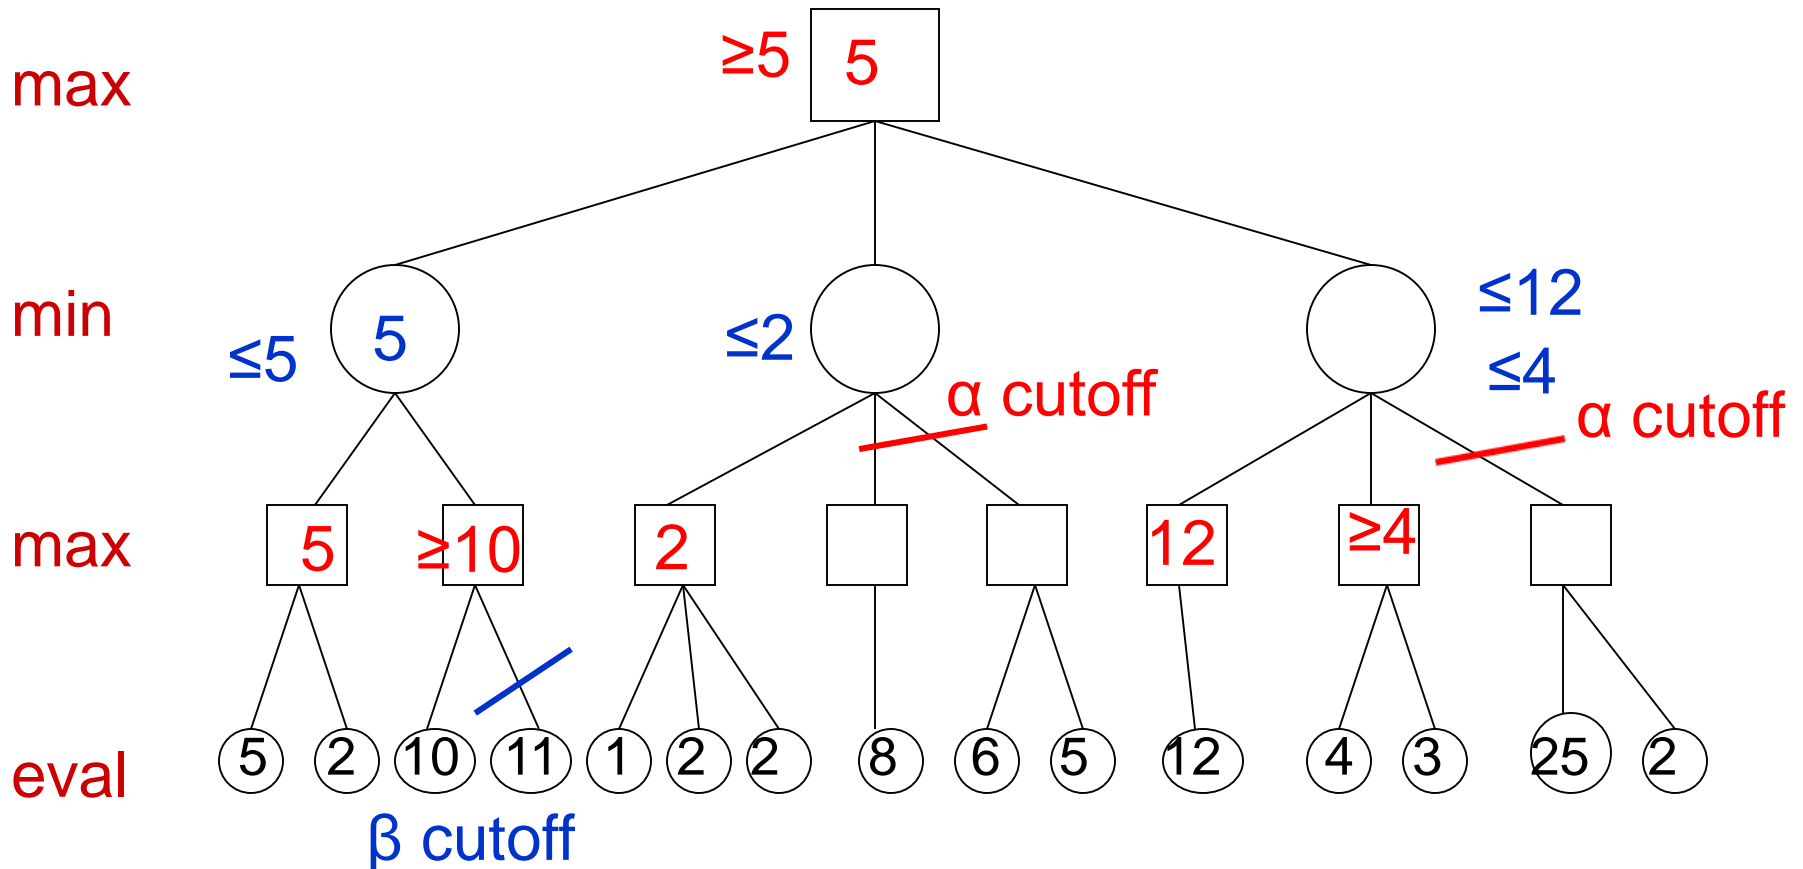 max ≥5 5
min ≤5 5 ≤2 ≤12
≤4
α cutoff α cutoff
max 5 ≥10 2 12 ≥4
eval 5 2 10 11 1 2 2 8 6 5 12 4 3 25 2
β cutoff